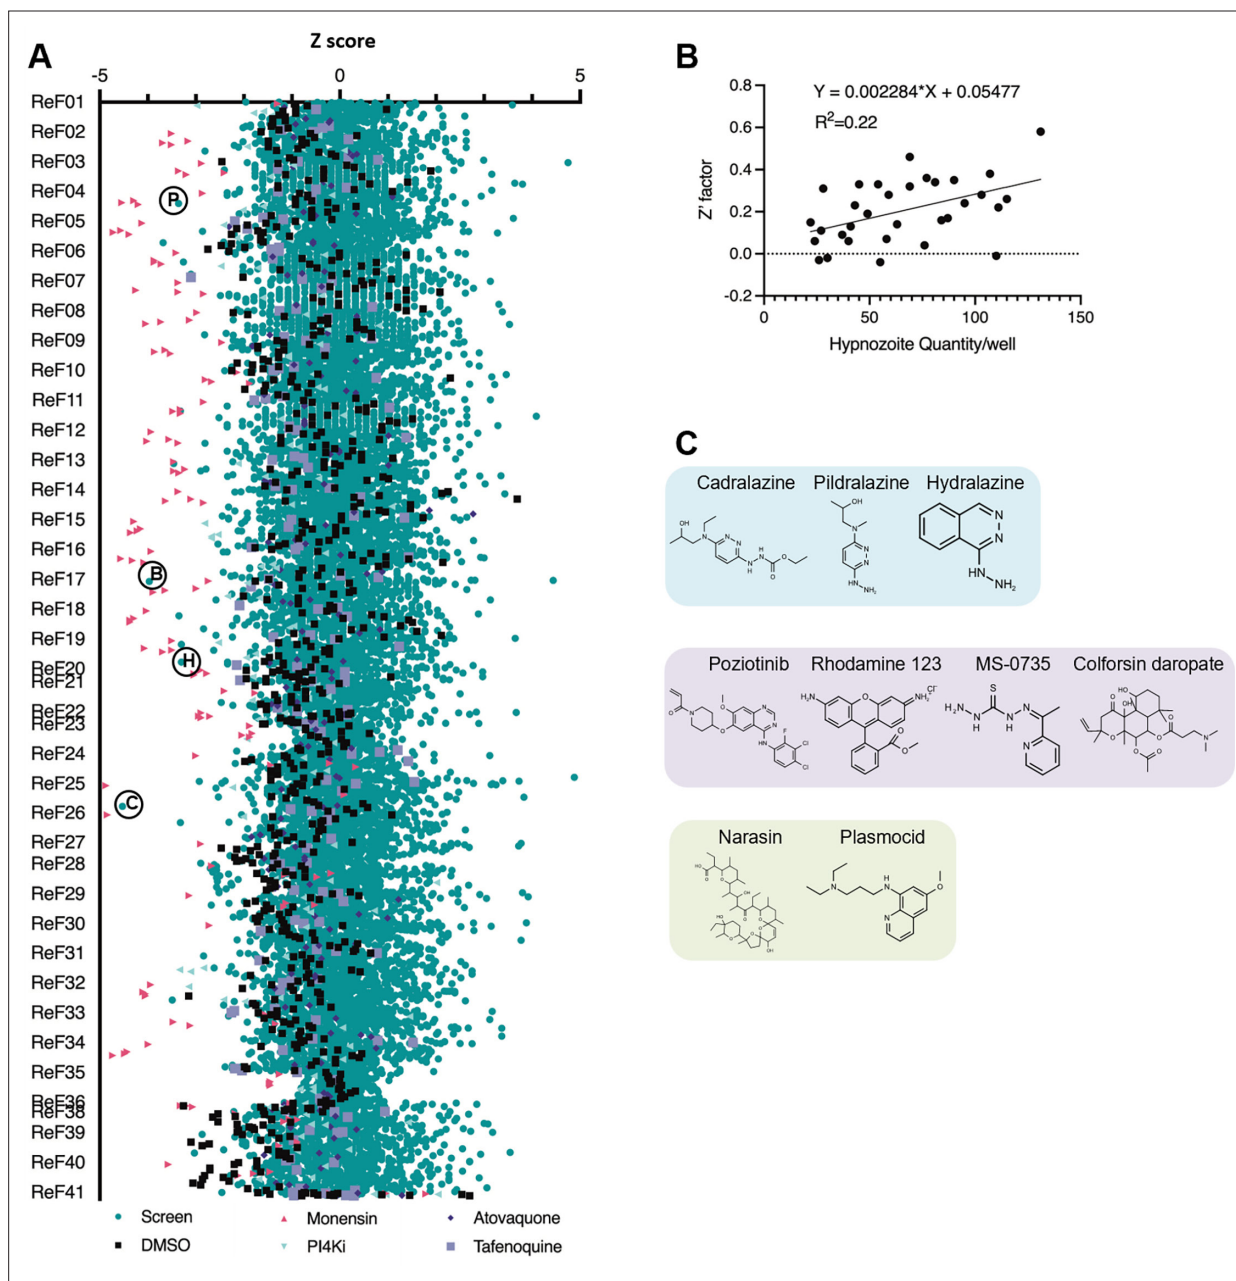 A
Z score
-5 0 5
ReF01
ReF02
ReF03
ReF04
ReF05
ReF06
ReF07
ReF08
ReF09
ReF10
ReF11
ReF12
ReF13
ReF14
ReF15
ReF16
ReF17
ReF18
ReF19
ReF20
ReF21
ReF22
ReF23
ReF24
ReF25
ReF26
ReF27
ReF28
ReF29
ReF30
ReF31
ReF32
ReF33
ReF34
ReF35
ReF36
ReF38
ReF39
ReF40
ReF41
P
B
H
C
Screen Monensin Atovaquone
DMSO PI4Ki Tafenoquine
B
Y = 0.002284*X + 0.05477
R²=0.22
0.8
0.6
0.4
0.2
0.0
-0.2
Z' factor
0 50 100 150
Hypnozoite Quantity/well
C
Cadralazine Pildralazine Hydralazine
Poziotinib Rhodamine 123 MS-0735 Colforsin daropate
Narasin Plasmocid